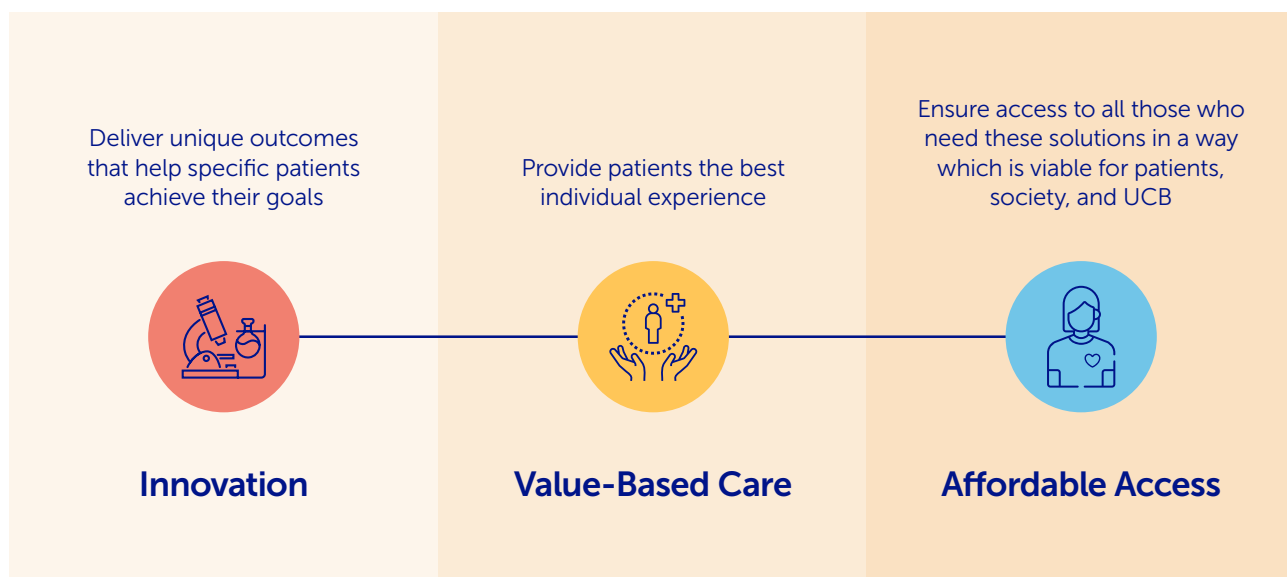 Deliver unique outcomes
that help specific patients
achieve their goals
Innovation
Provide patients the best
individual experience
Value-Based Care
Ensure access to all those who
need these solutions in a way
which is viable for patients,
society, and UCB
Affordable Access